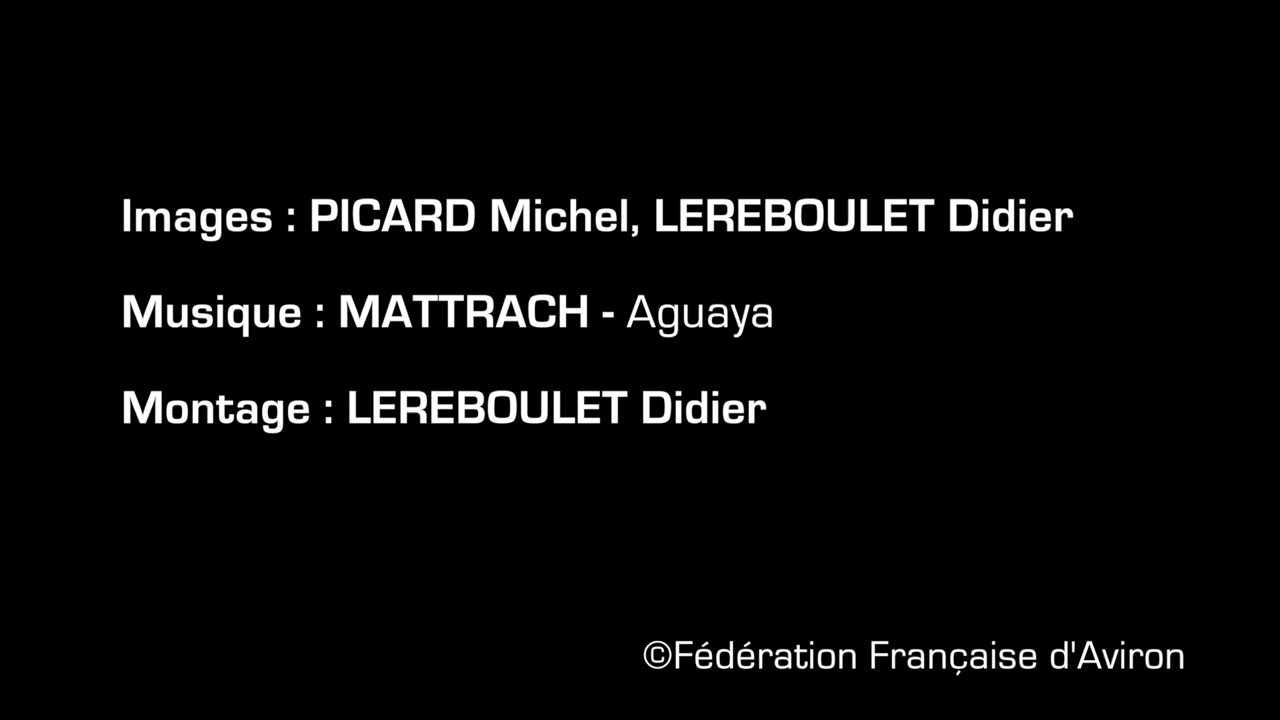 Images : PICARD Michel, LEREBOULET Didier
Musique : MATTRACH - Aguaya
Montage : LEREBOULET Didier
©Fédération Française d'Aviron